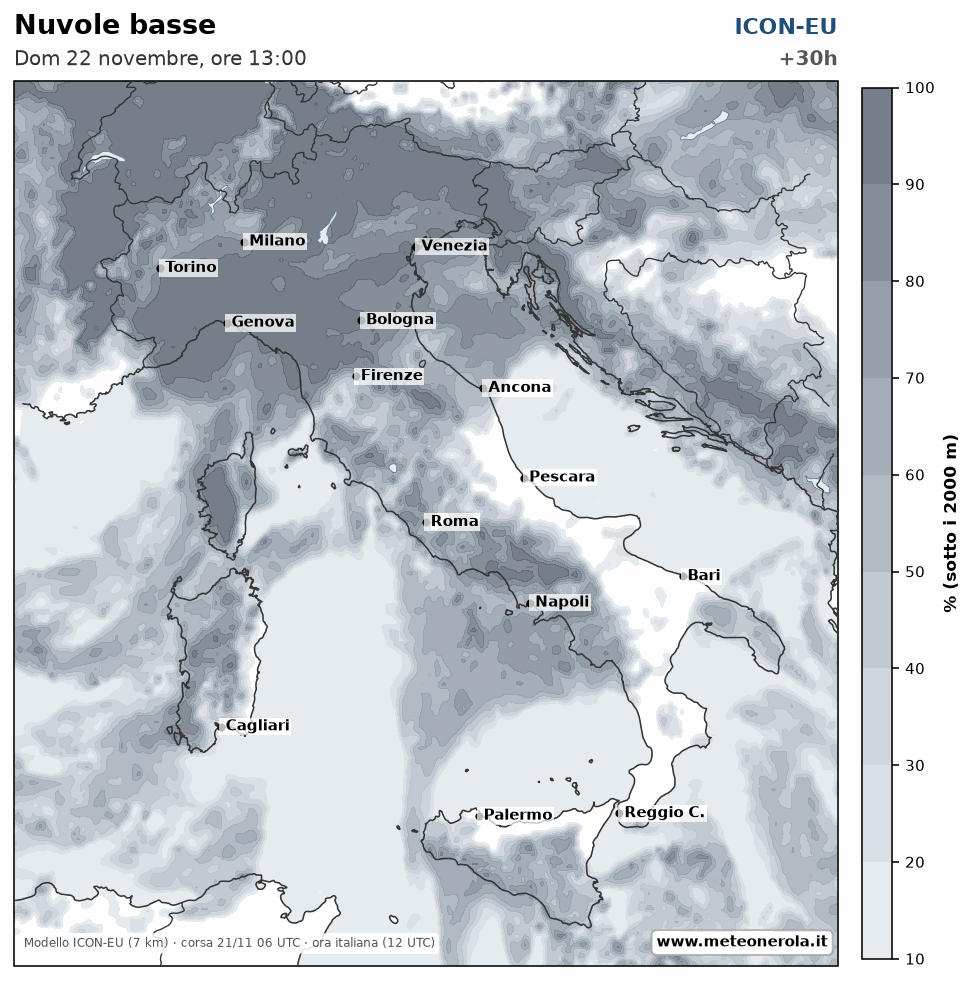 Nuvole basse
ICON-EU
Dom 22 novembre, ore 13:00
+30h
100
90
80
70
60
50
40
30
20
10
% (sotto i 2000 m)
Milano
Venezia
Torino
Genova
Bologna
Firenze
Ancona
Pescara
Roma
Bari
Napoli
Cagliari
Palermo
Reggio C.
Modello ICON-EU (7 km) · corsa 21/11 06 UTC · ora italiana (12 UTC)
www.meteonerola.it